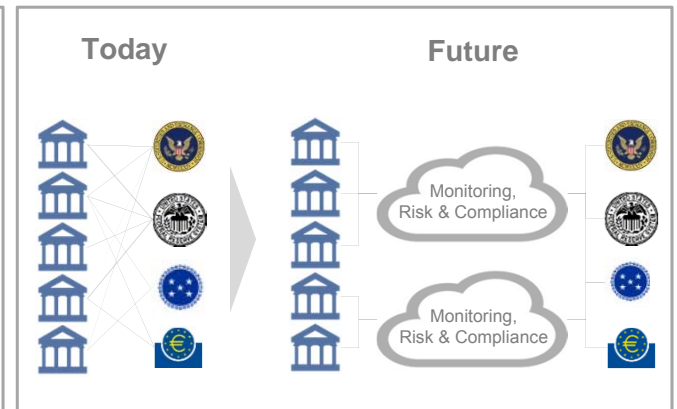 Today
Future
Monitoring,
Risk & Compliance
Monitoring,
Risk & Compliance